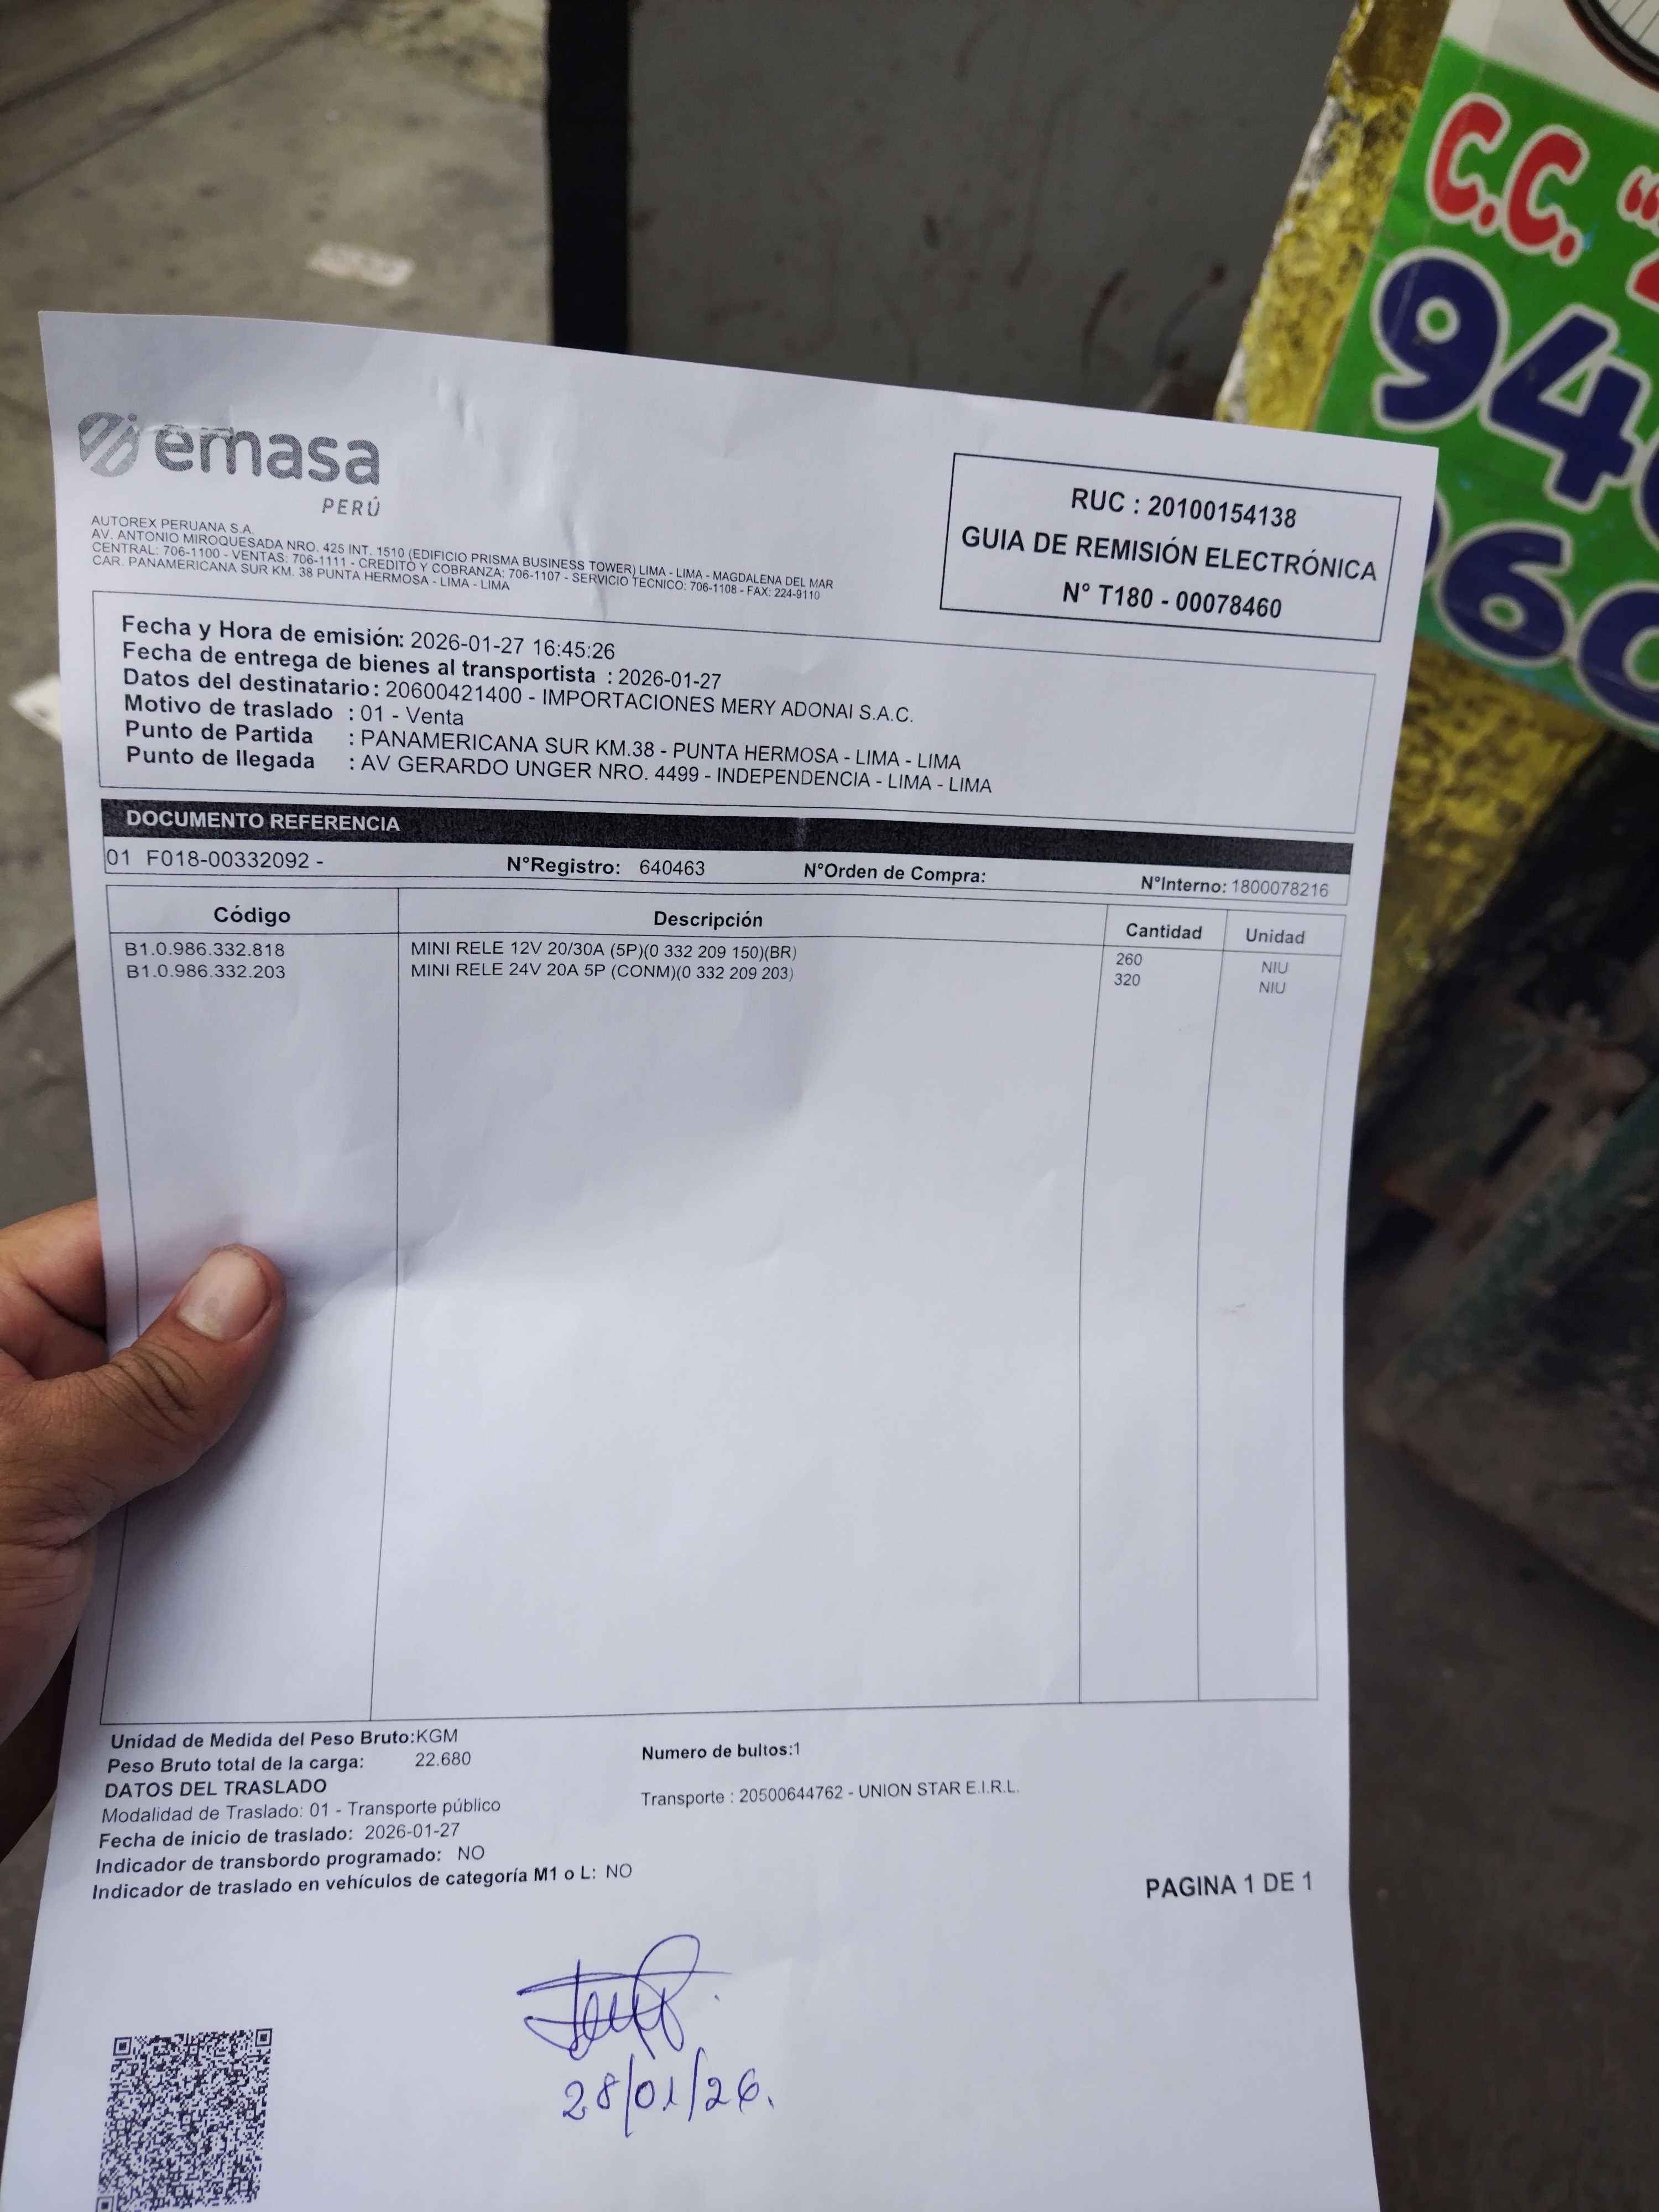 emasa
PERÚ
AUTOREX PERUANA S.A.
AV. ANTONIO MIROQUESADA NRO. 425 INT. 1510 (EDIFICIO PRISMA BUSINESS TOWER) LIMA - LIMA - MAGDALENA DEL MAR
CENTRAL: 706-1100 - VENTAS: 706-1111 - CREDITO Y COBRANZA: 706-1107 - SERVICIO TECNICO: 706-1108 - FAX: 224-9110
CAR. PANAMERICANA SUR KM. 38 PUNTA HERMOSA - LIMA - LIMA
RUC : 20100154138
GUIA DE REMISIÓN ELECTRÓNICA
N° T180 - 00078460
Fecha y Hora de emisión: 2026-01-27 16:45:26
Fecha de entrega de bienes al transportista : 2026-01-27
Datos del destinatario : 20600421400 - IMPORTACIONES MERY ADONAI S.A.C.
Motivo de traslado : 01 - Venta
Punto de Partida : PANAMERICANA SUR KM.38 - PUNTA HERMOSA - LIMA - LIMA
Punto de llegada : AV GERARDO UNGER NRO. 4499 - INDEPENDENCIA - LIMA - LIMA
DOCUMENTO REFERENCIA
01 F018-00332092 - N°Registro: 640463 N°Orden de Compra: N°Interno: 1800078216
Código Descripción Cantidad Unidad
B1.0.986.332.818 MINI RELE 12V 20/30A (5P)(0 332 209 150)(BR) 260 NIU
B1.0.986.332.203 MINI RELE 24V 20A 5P (CONM)(0 332 209 203) 320 NIU
Unidad de Medida del Peso Bruto:KGM
Peso Bruto total de la carga: 22.680 Numero de bultos:1
DATOS DEL TRASLADO
Modalidad de Traslado: 01 - Transporte público Transporte : 20500644762 - UNION STAR E.I.R.L.
Fecha de inicio de traslado: 2026-01-27
Indicador de transbordo programado: NO
Indicador de traslado en vehículos de categoría M1 o L: NO
PAGINA 1 DE 1
28/01/26.
C.C. "
94
60